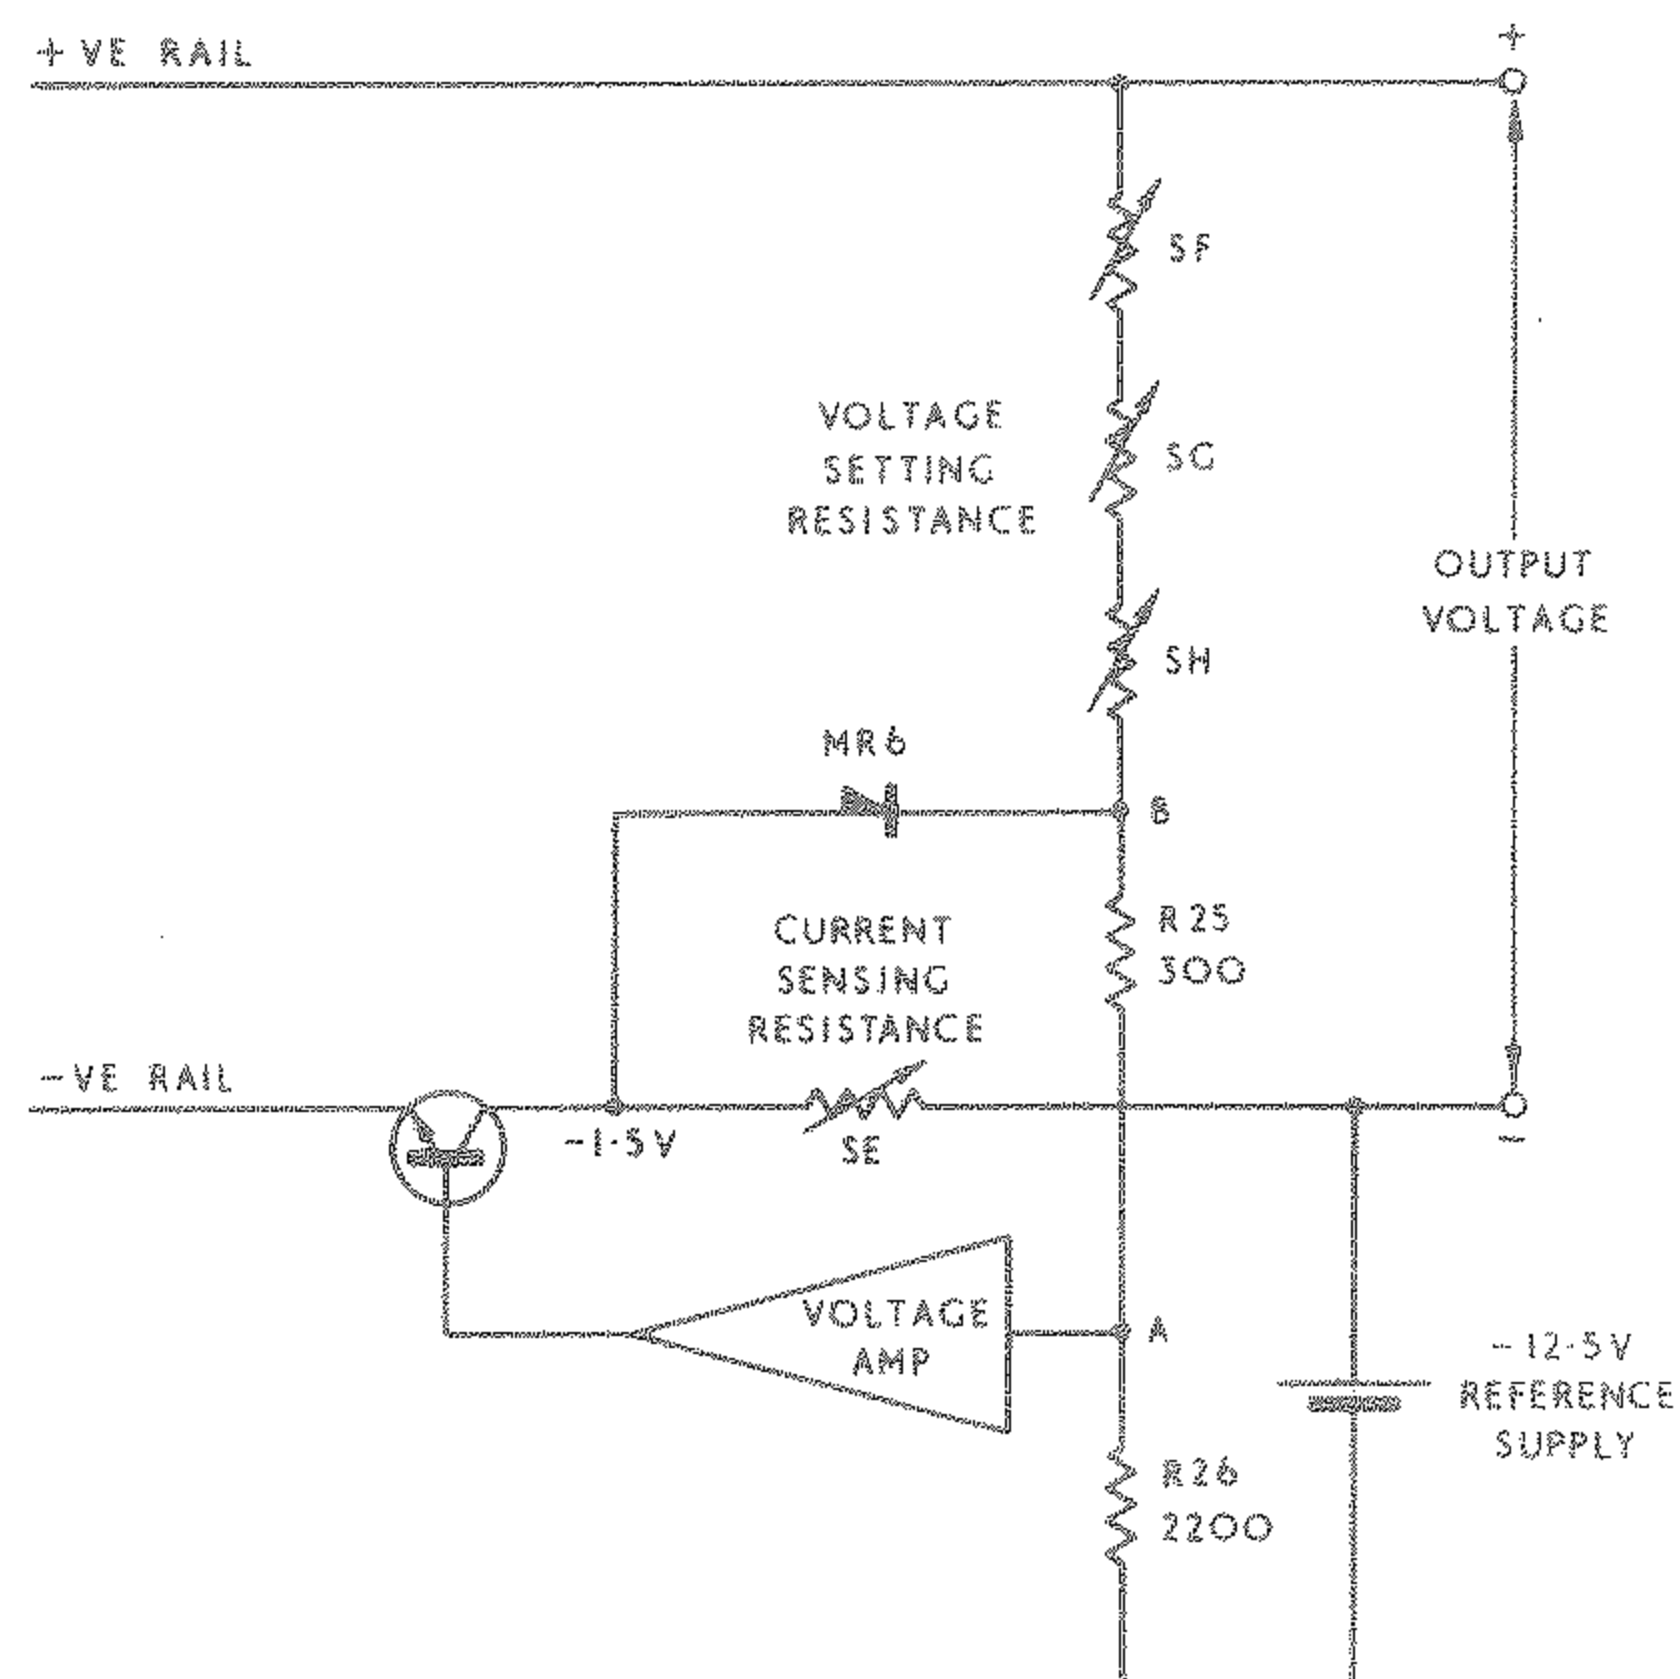 +
+ VE RAIL
SF
VOLTAGE
SETTING
RESISTANCE
SG
OUTPUT
VOLTAGE
SH
MR6
B
CURRENT
SENSING
RESISTANCE
R25
300
- VE RAIL
-1·5V
SE
-
VOLTAGE
AMP
A
-12·5V
REFERENCE
SUPPLY
R26
2200